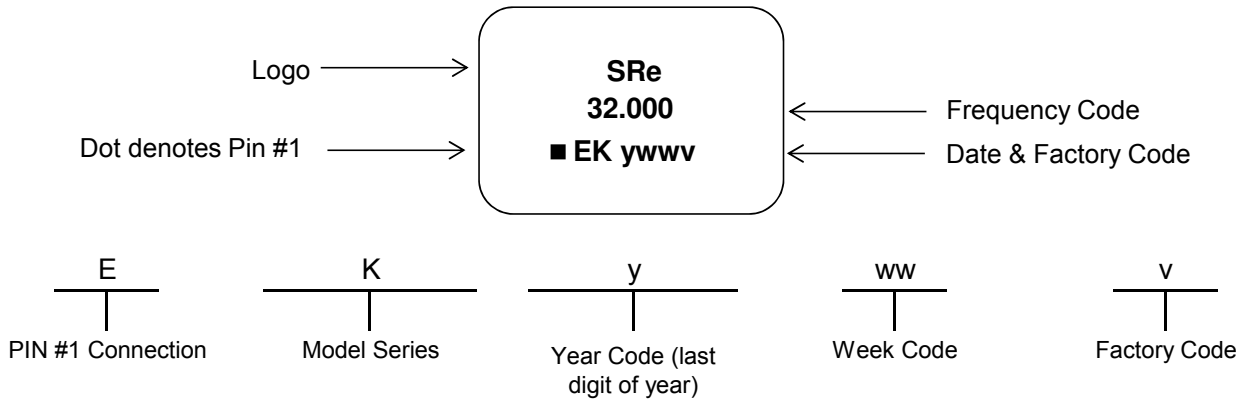 Logo
SRe
32.000
Frequency Code
Dot denotes Pin #1
■ EK ywwv
Date & Factory Code
E
K
y
ww
v
PIN #1 Connection
Model Series
Year Code (last
digit of year)
Week Code
Factory Code